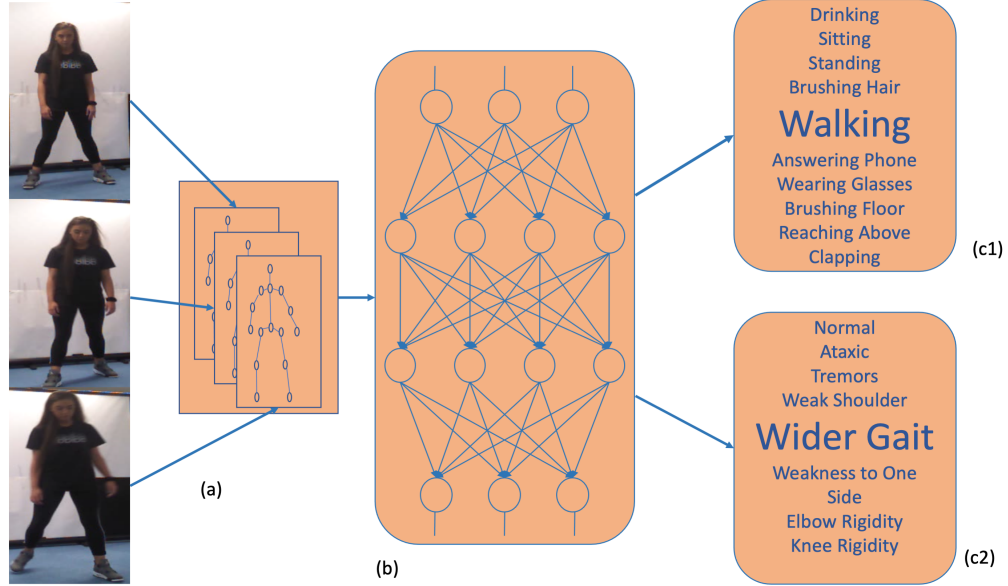 Drinking
Sitting
Standing
Brushing Hair
Walking
Answering Phone
Wearing Glasses
Brushing Floor
Reaching Above
Clapping
(c1)
Normal
Ataxic
Tremors
Weak Shoulder
Wider Gait
Weakness to One
Side
Elbow Rigidity
Knee Rigidity
(c2)
(a)
(b)